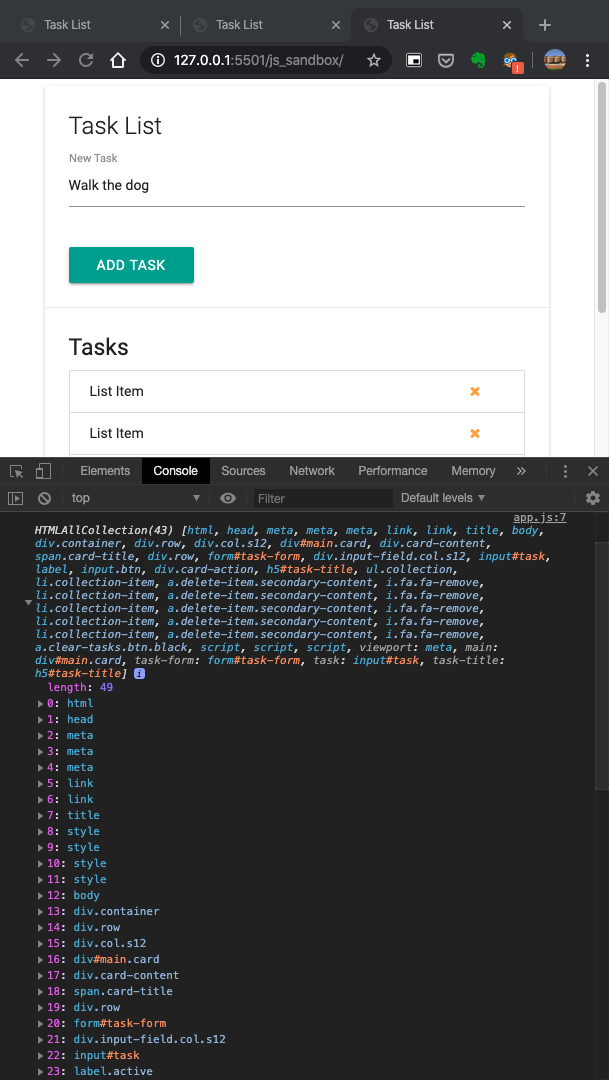 Task List
Task List
Task List
127.0.0.1:5501/js_sandbox/
!
Task List
New Task
Walk the dog
ADD TASK
Tasks
List Item
List Item
Elements Console Sources Network Performance Memory »
top Filter Default levels
app.js:7
HTMLAllCollection(43) [html, head, meta, meta, meta, link, link, title, body,
div.container, div.row, div.col.s12, div#main.card, div.card-content,
span.card-title, div.row, form#task-form, div.input-field.col.s12, input#task,
label, input.btn, div.card-action, h5#task-title, ul.collection,
li.collection-item, a.delete-item.secondary-content, i.fa.fa-remove,
li.collection-item, a.delete-item.secondary-content, i.fa.fa-remove,
li.collection-item, a.delete-item.secondary-content, i.fa.fa-remove,
li.collection-item, a.delete-item.secondary-content, i.fa.fa-remove,
li.collection-item, a.delete-item.secondary-content, i.fa.fa-remove,
a.clear-tasks.btn.black, script, script, script, viewport: meta, main:
div#main.card, task-form: form#task-form, task: input#task, task-title:
h5#task-title] i
length: 49
0: html
1: head
2: meta
3: meta
4: meta
5: link
6: link
7: title
8: style
9: style
10: style
11: style
12: body
13: div.container
14: div.row
15: div.col.s12
16: div#main.card
17: div.card-content
18: span.card-title
19: div.row
20: form#task-form
21: div.input-field.col.s12
22: input#task
23: label.active